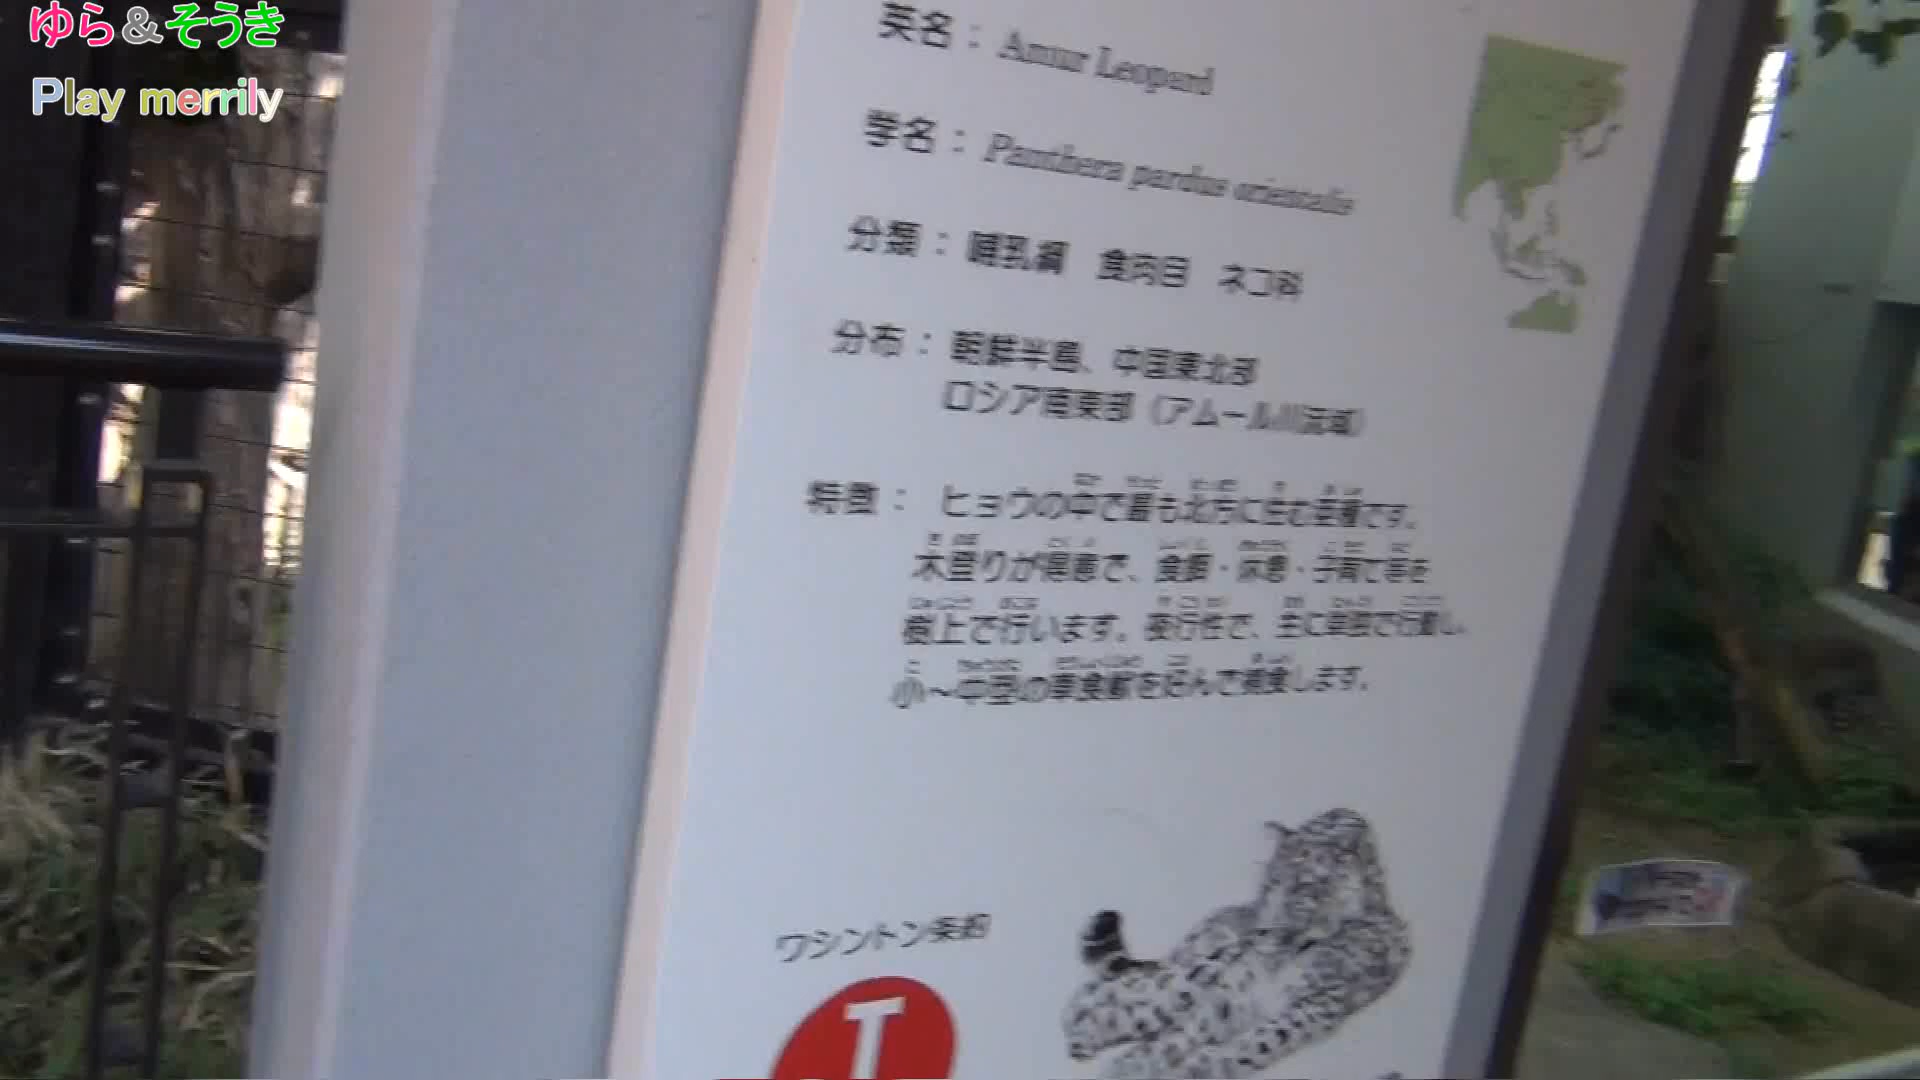 ゆら&そうき
Play merrily
英名：Amur Leopard
学名：Panthera pardus orientalis
分類：哺乳綱 食肉目 ネコ科
分布：朝鮮半島、中国東北部
ロシア南東部（アムール川流域）
特徴：ヒョウの中で最も北方に住む亜種です。
木登りが得意で、食餌・休息・子育て等を
樹上で行います。夜行性で、主に単独で行動し、
小～中型の草食獣を好んで捕食します。
ワシントン条約
I